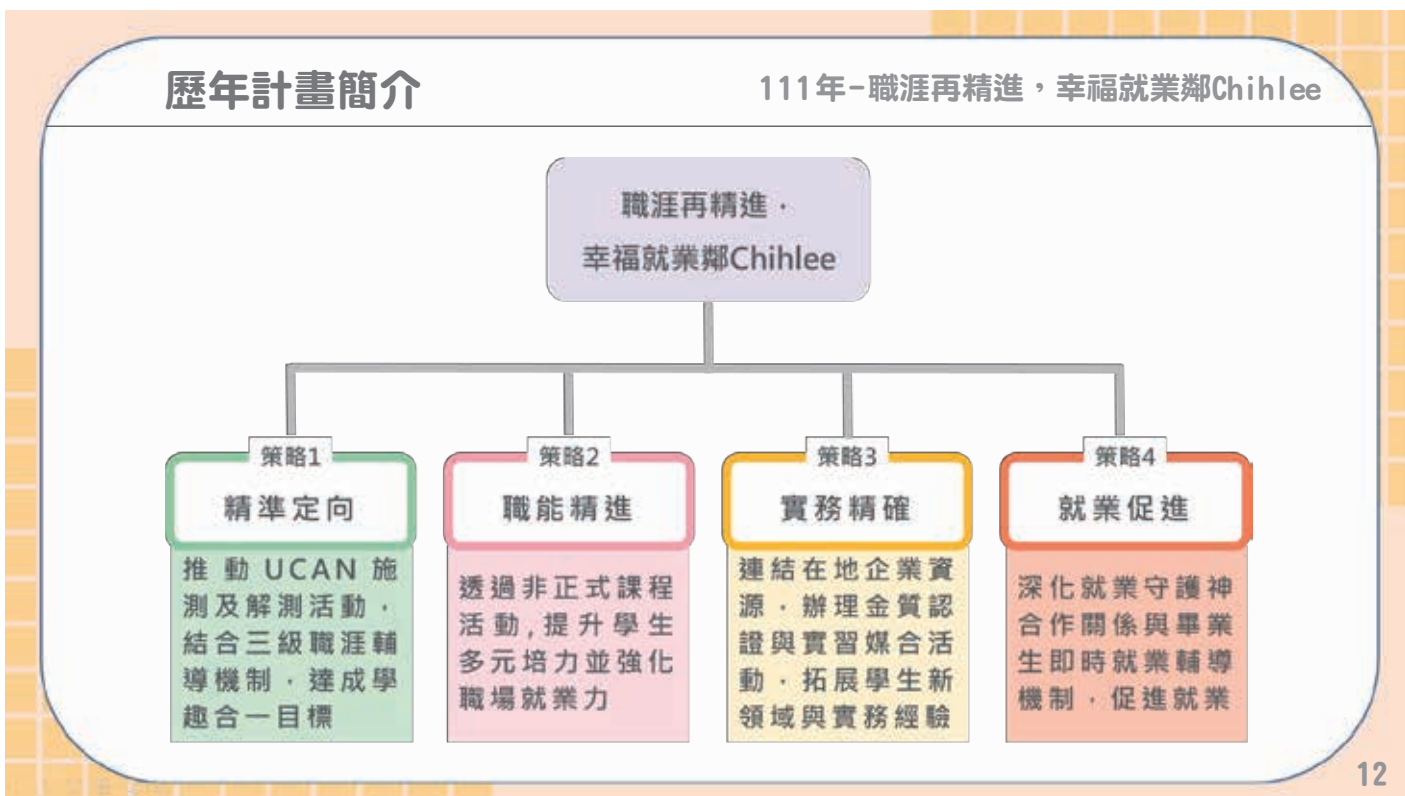 歷年計畫簡介
111年-職涯再精進,幸福就業鄰Chihlee
職涯再精進,
幸福就業鄰Chihlee
策略1
精準定向
推動UCAN施
測及解測活動,
結合三級職涯輔
導機制,達成學
趣合一目標
策略2
職能精進
透過非正式課程
活動,提升學生
多元培力並強化
職場就業力
策略3
實務精確
連結在地企業資
源,辦理金質認
證與實習媒合活
動,拓展學生新
領域與實務經驗
策略4
就業促進
深化就業守護神
合作關係與畢業
生即時就業輔導
機制,促進就業
12